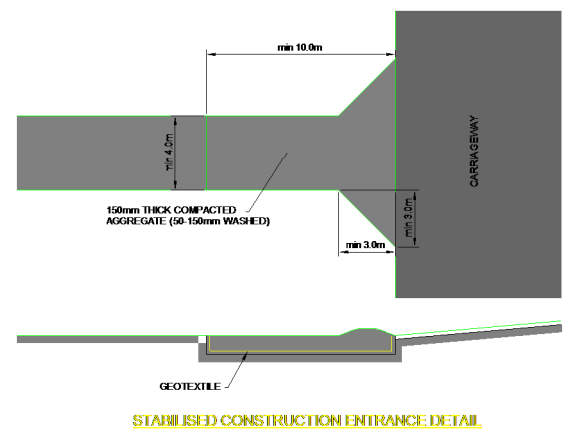 min 10.0m
min 4.0m
CARRIAGEWAY
150mm THICK COMPACTED
AGGREGATE (50-150mm WASHED)
min 3.0m
min 3.0m
GEOTEXTILE
STABILISED CONSTRUCTION ENTRANCE DETAIL